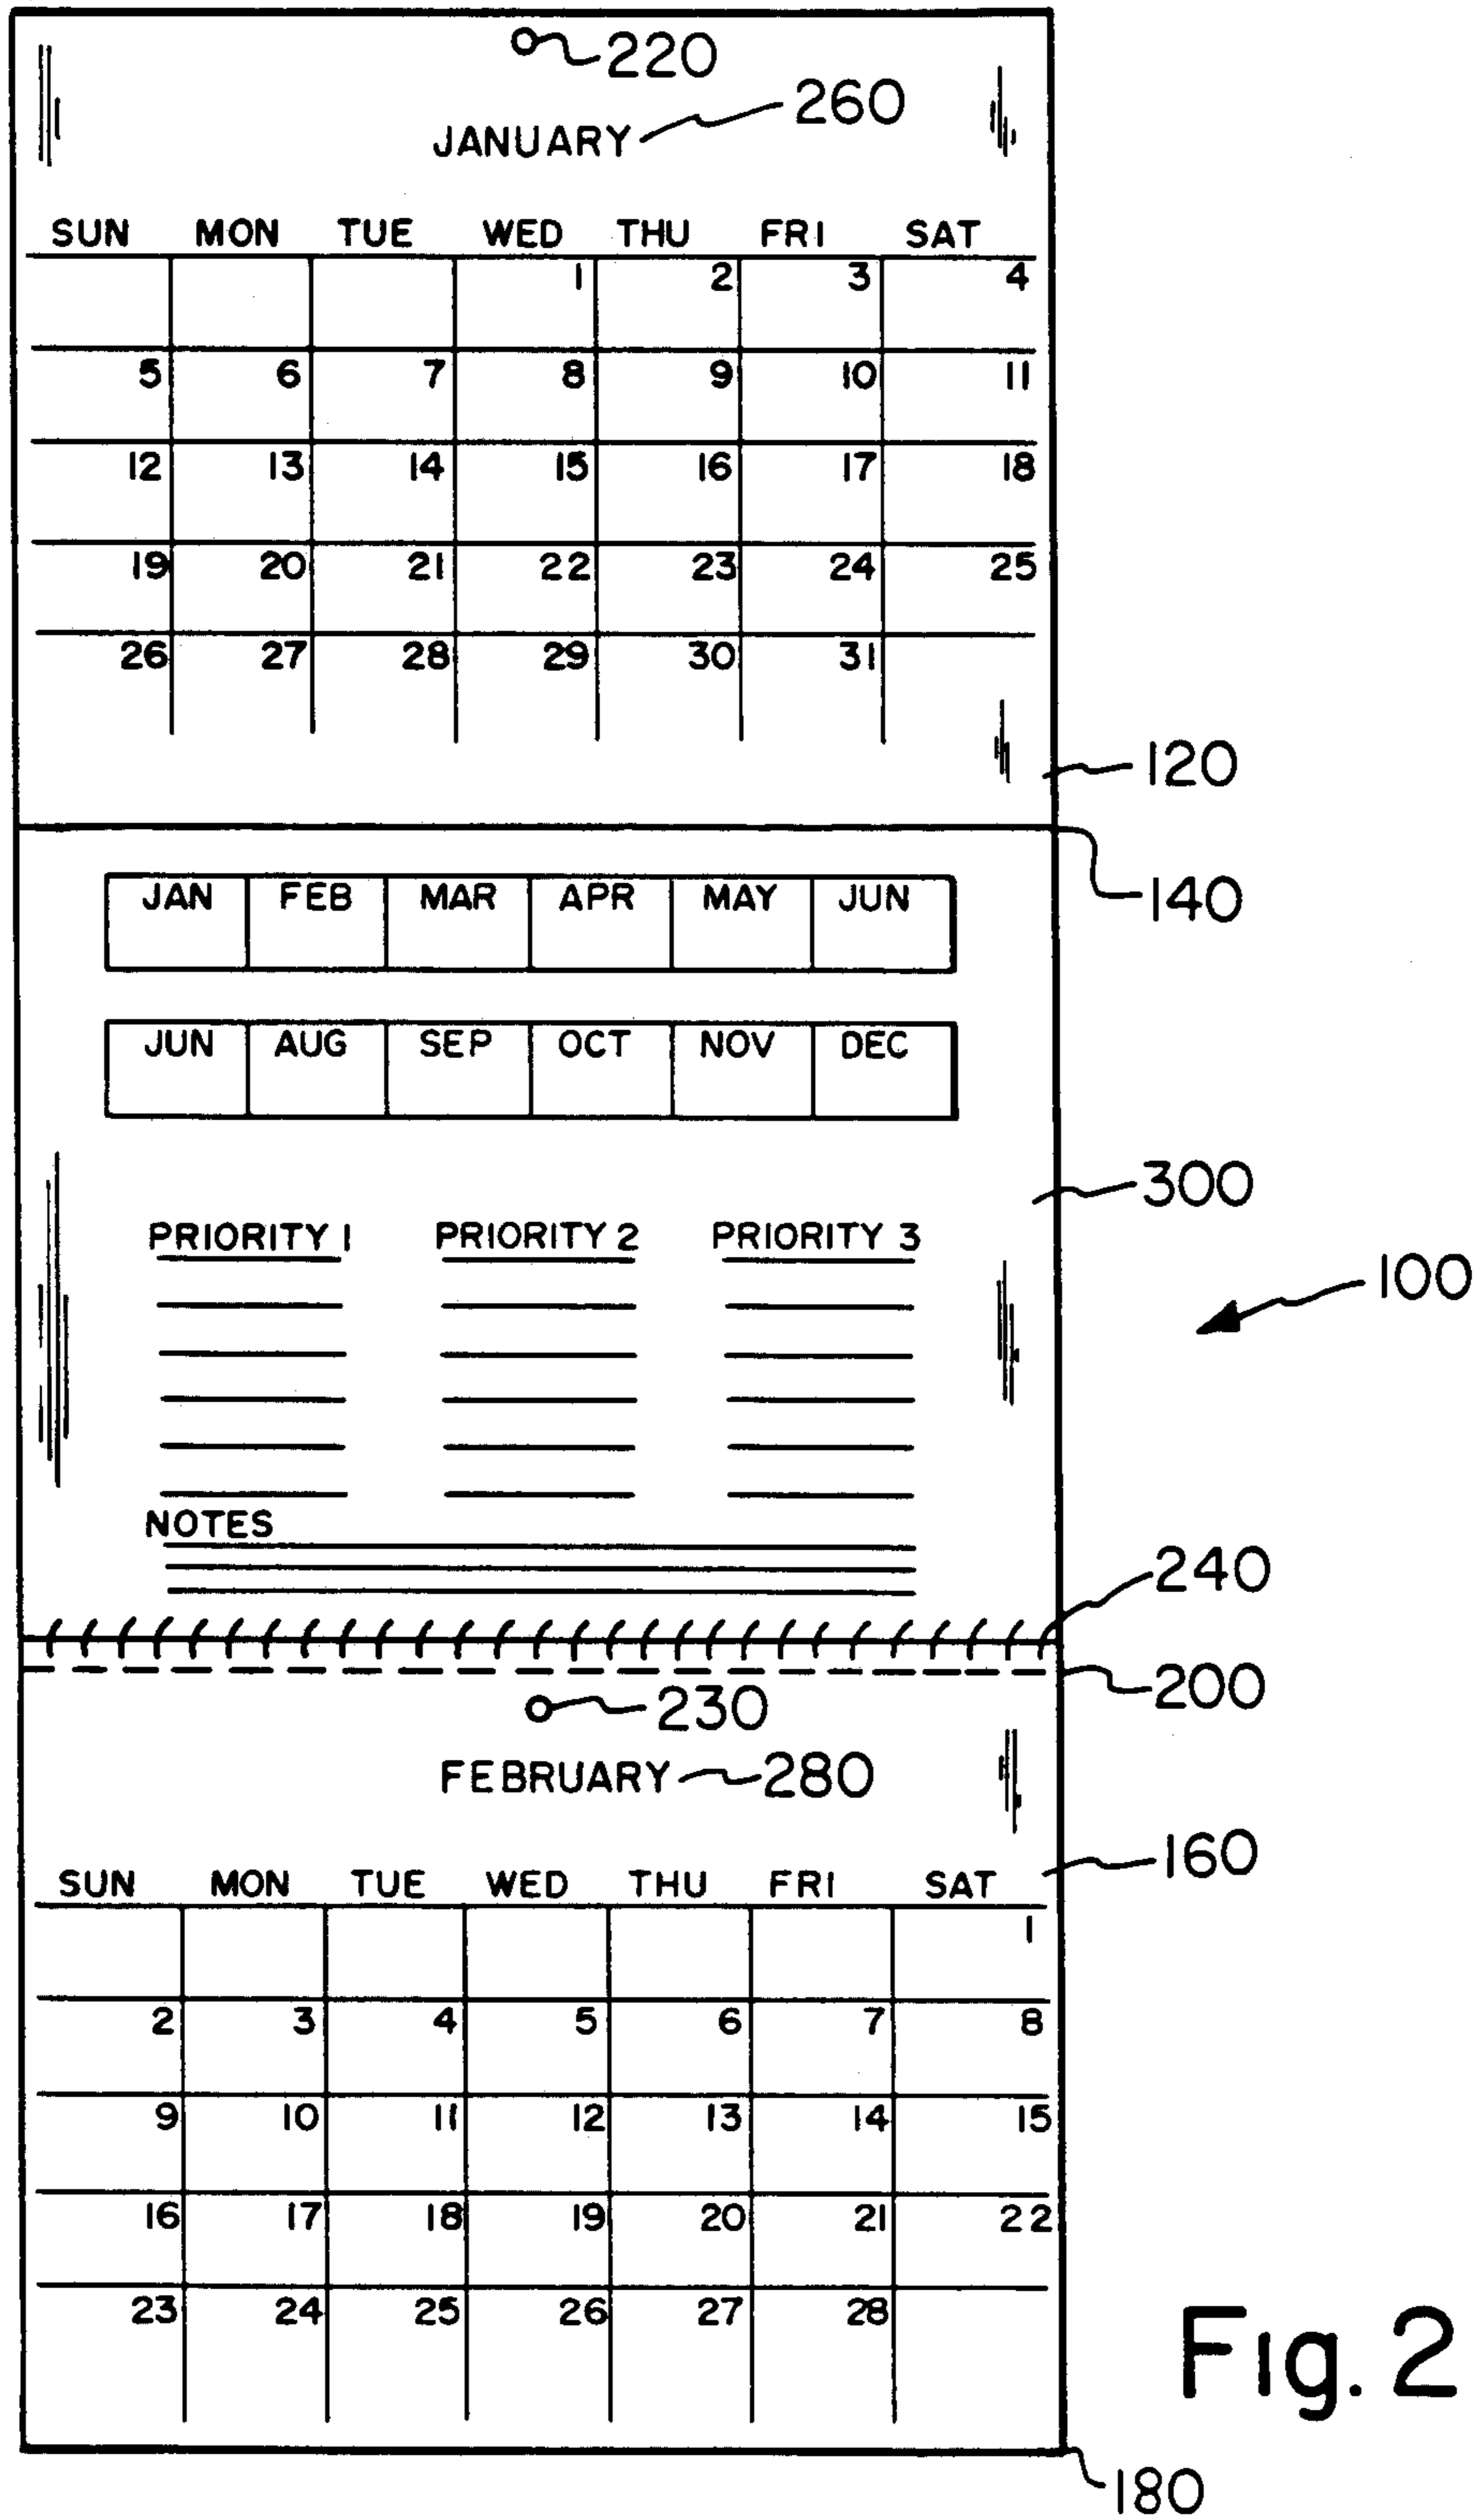 220
260
JANUARY
SUN MON TUE WED THU FRI SAT
1 2 3 4
5 6 7 8 9 10 11
12 13 14 15 16 17 18
19 20 21 22 23 24 25
26 27 28 29 30 31
120
140
JAN FEB MAR APR MAY JUN
JUN AUG SEP OCT NOV DEC
300
PRIORITY 1 PRIORITY 2 PRIORITY 3
100
NOTES
240
200
230
FEBRUARY 280
160
SUN MON TUE WED THU FRI SAT
1
2 3 4 5 6 7 8
9 10 11 12 13 14 15
16 17 18 19 20 21 22
23 24 25 26 27 28
Fig. 2
180